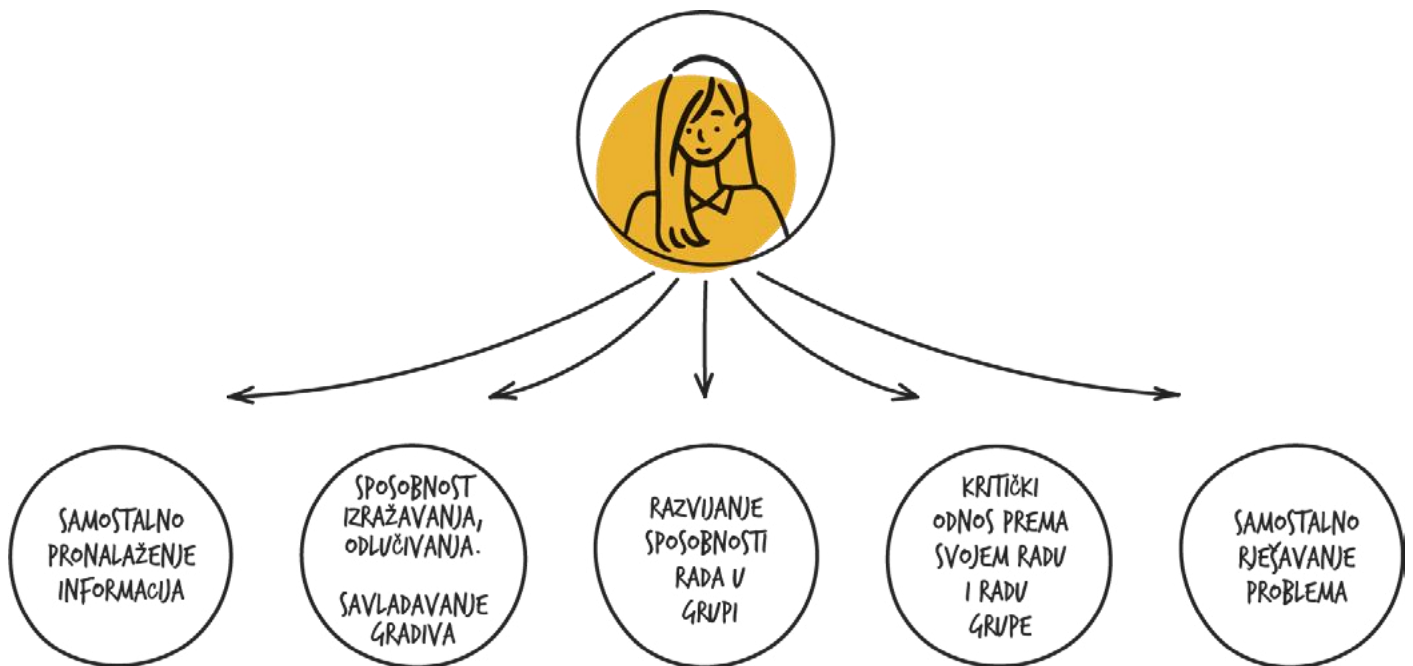 SAMOSTALNO
PRONALAŽENJE
INFORMACIJA
SPOSOBNOST
IZRAŽAVANJA,
ODLUČIVANJA.
SAVLADAVANJE
GRADIVA
RAZVIJANJE
SPOSOBNOSTI
RADA U
GRUPI
KRITIČKI
ODNOS PREMA
SVOJEM RADU
I RADU
GRUPE
SAMOSTALNO
RJEŠAVANJE
PROBLEMA